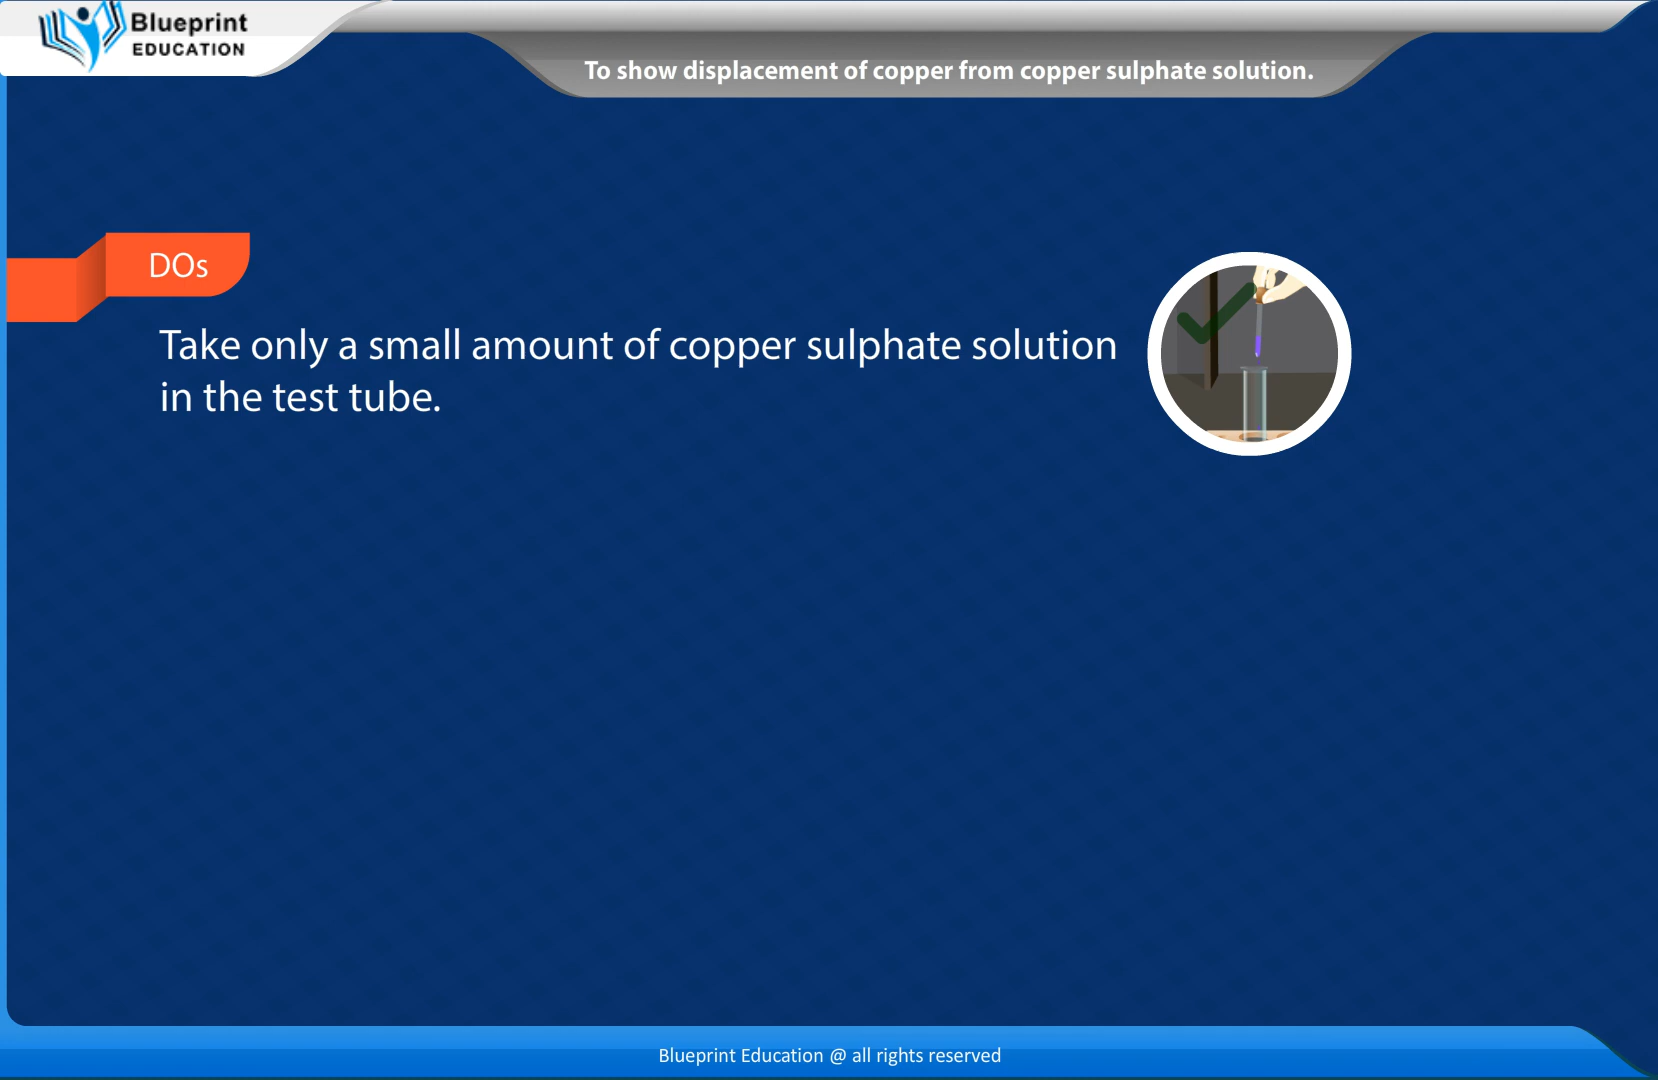 Blueprint
EDUCATION
To show displacement of copper from copper sulphate solution.
DOs
Take only a small amount of copper sulphate solution
in the test tube.
Blueprint Education @ all rights reserved